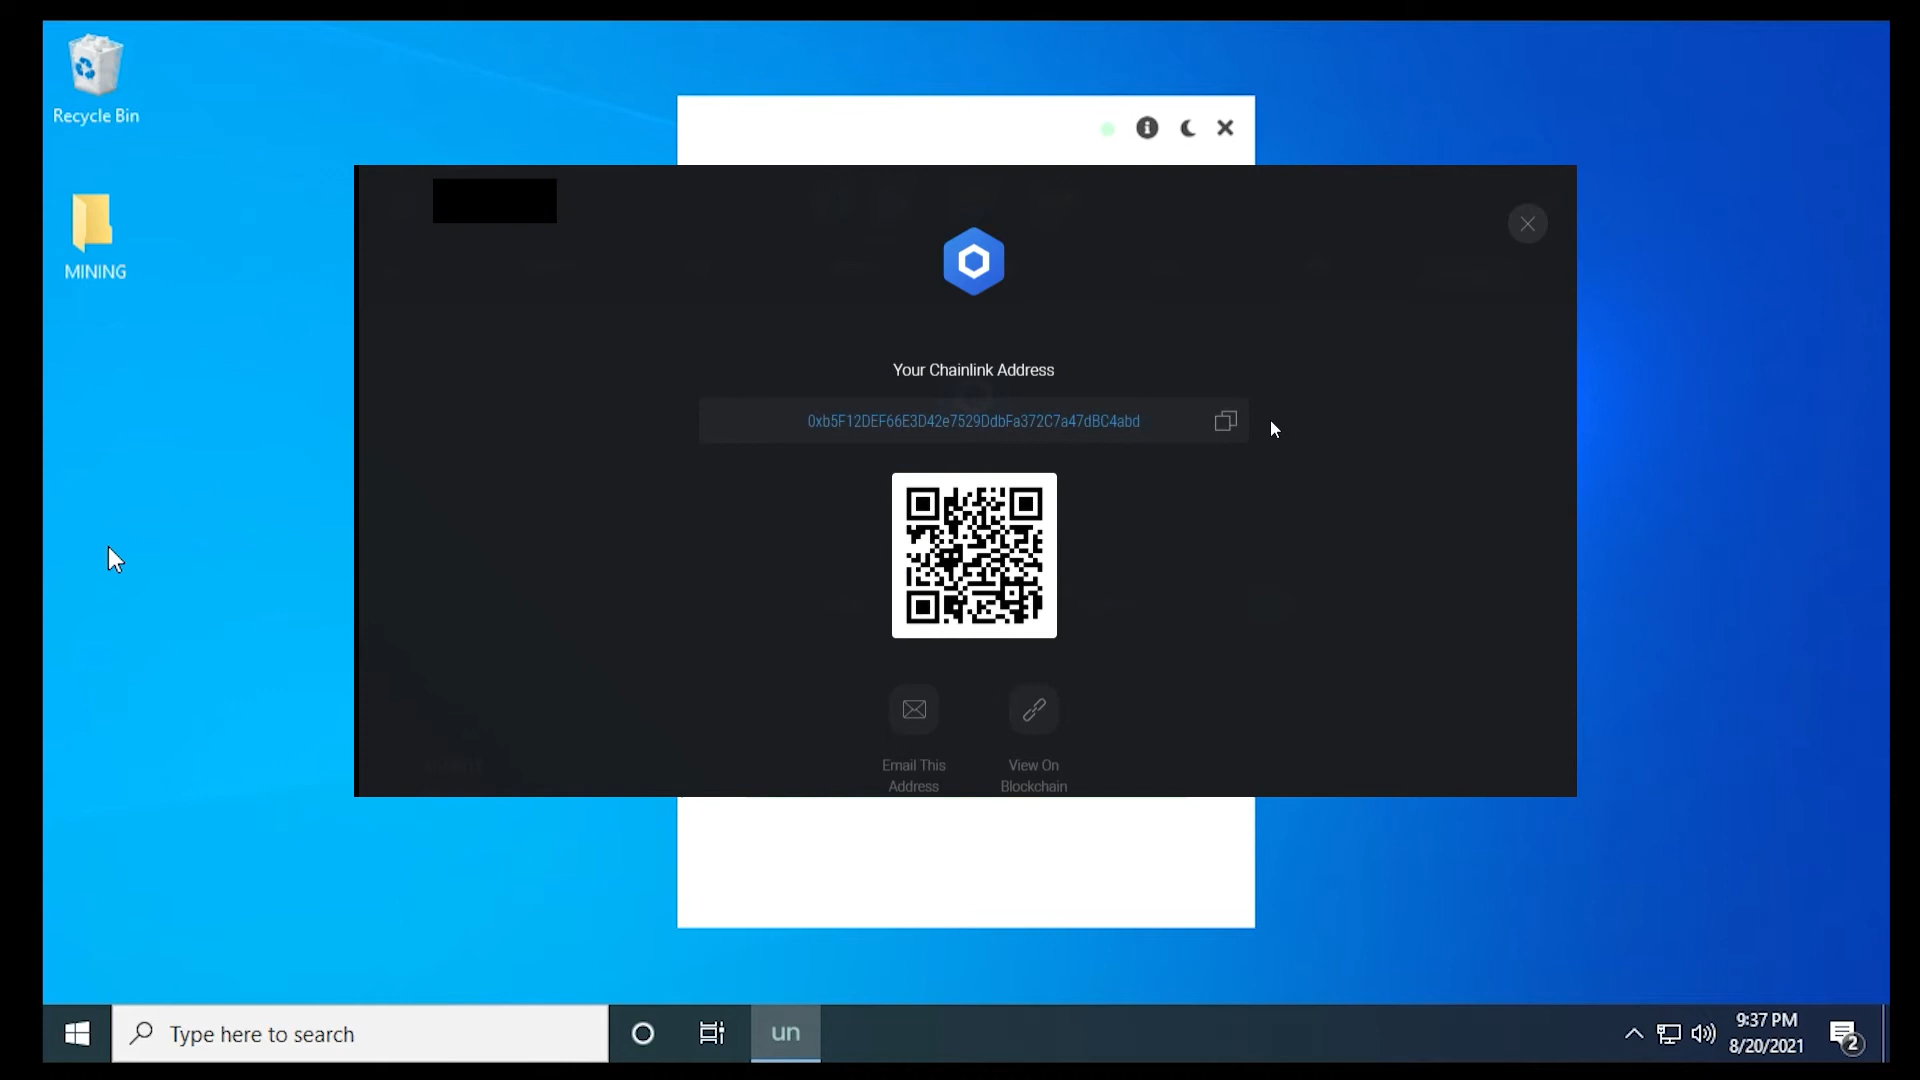 Recycle Bin
MINING
Your Chainlink Address
0xb5F12DEF66E3D42e7529DdbFa372C7a47dBC4abd
Email This
Address
View On
Blockchain
Type here to search
un
9:37 PM
8/20/2021
2